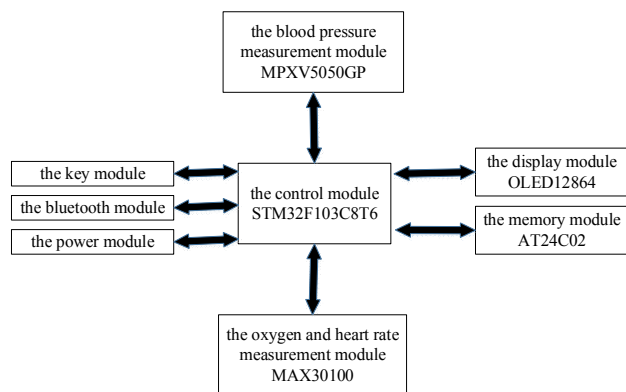 the blood pressure
measurement module
MPXV5050GP
the key module
the bluetooth module
the power module
the control module
STM32F103C8T6
the display module
OLED12864
the memory module
AT24C02
the oxygen and heart rate
measurement module
MAX30100